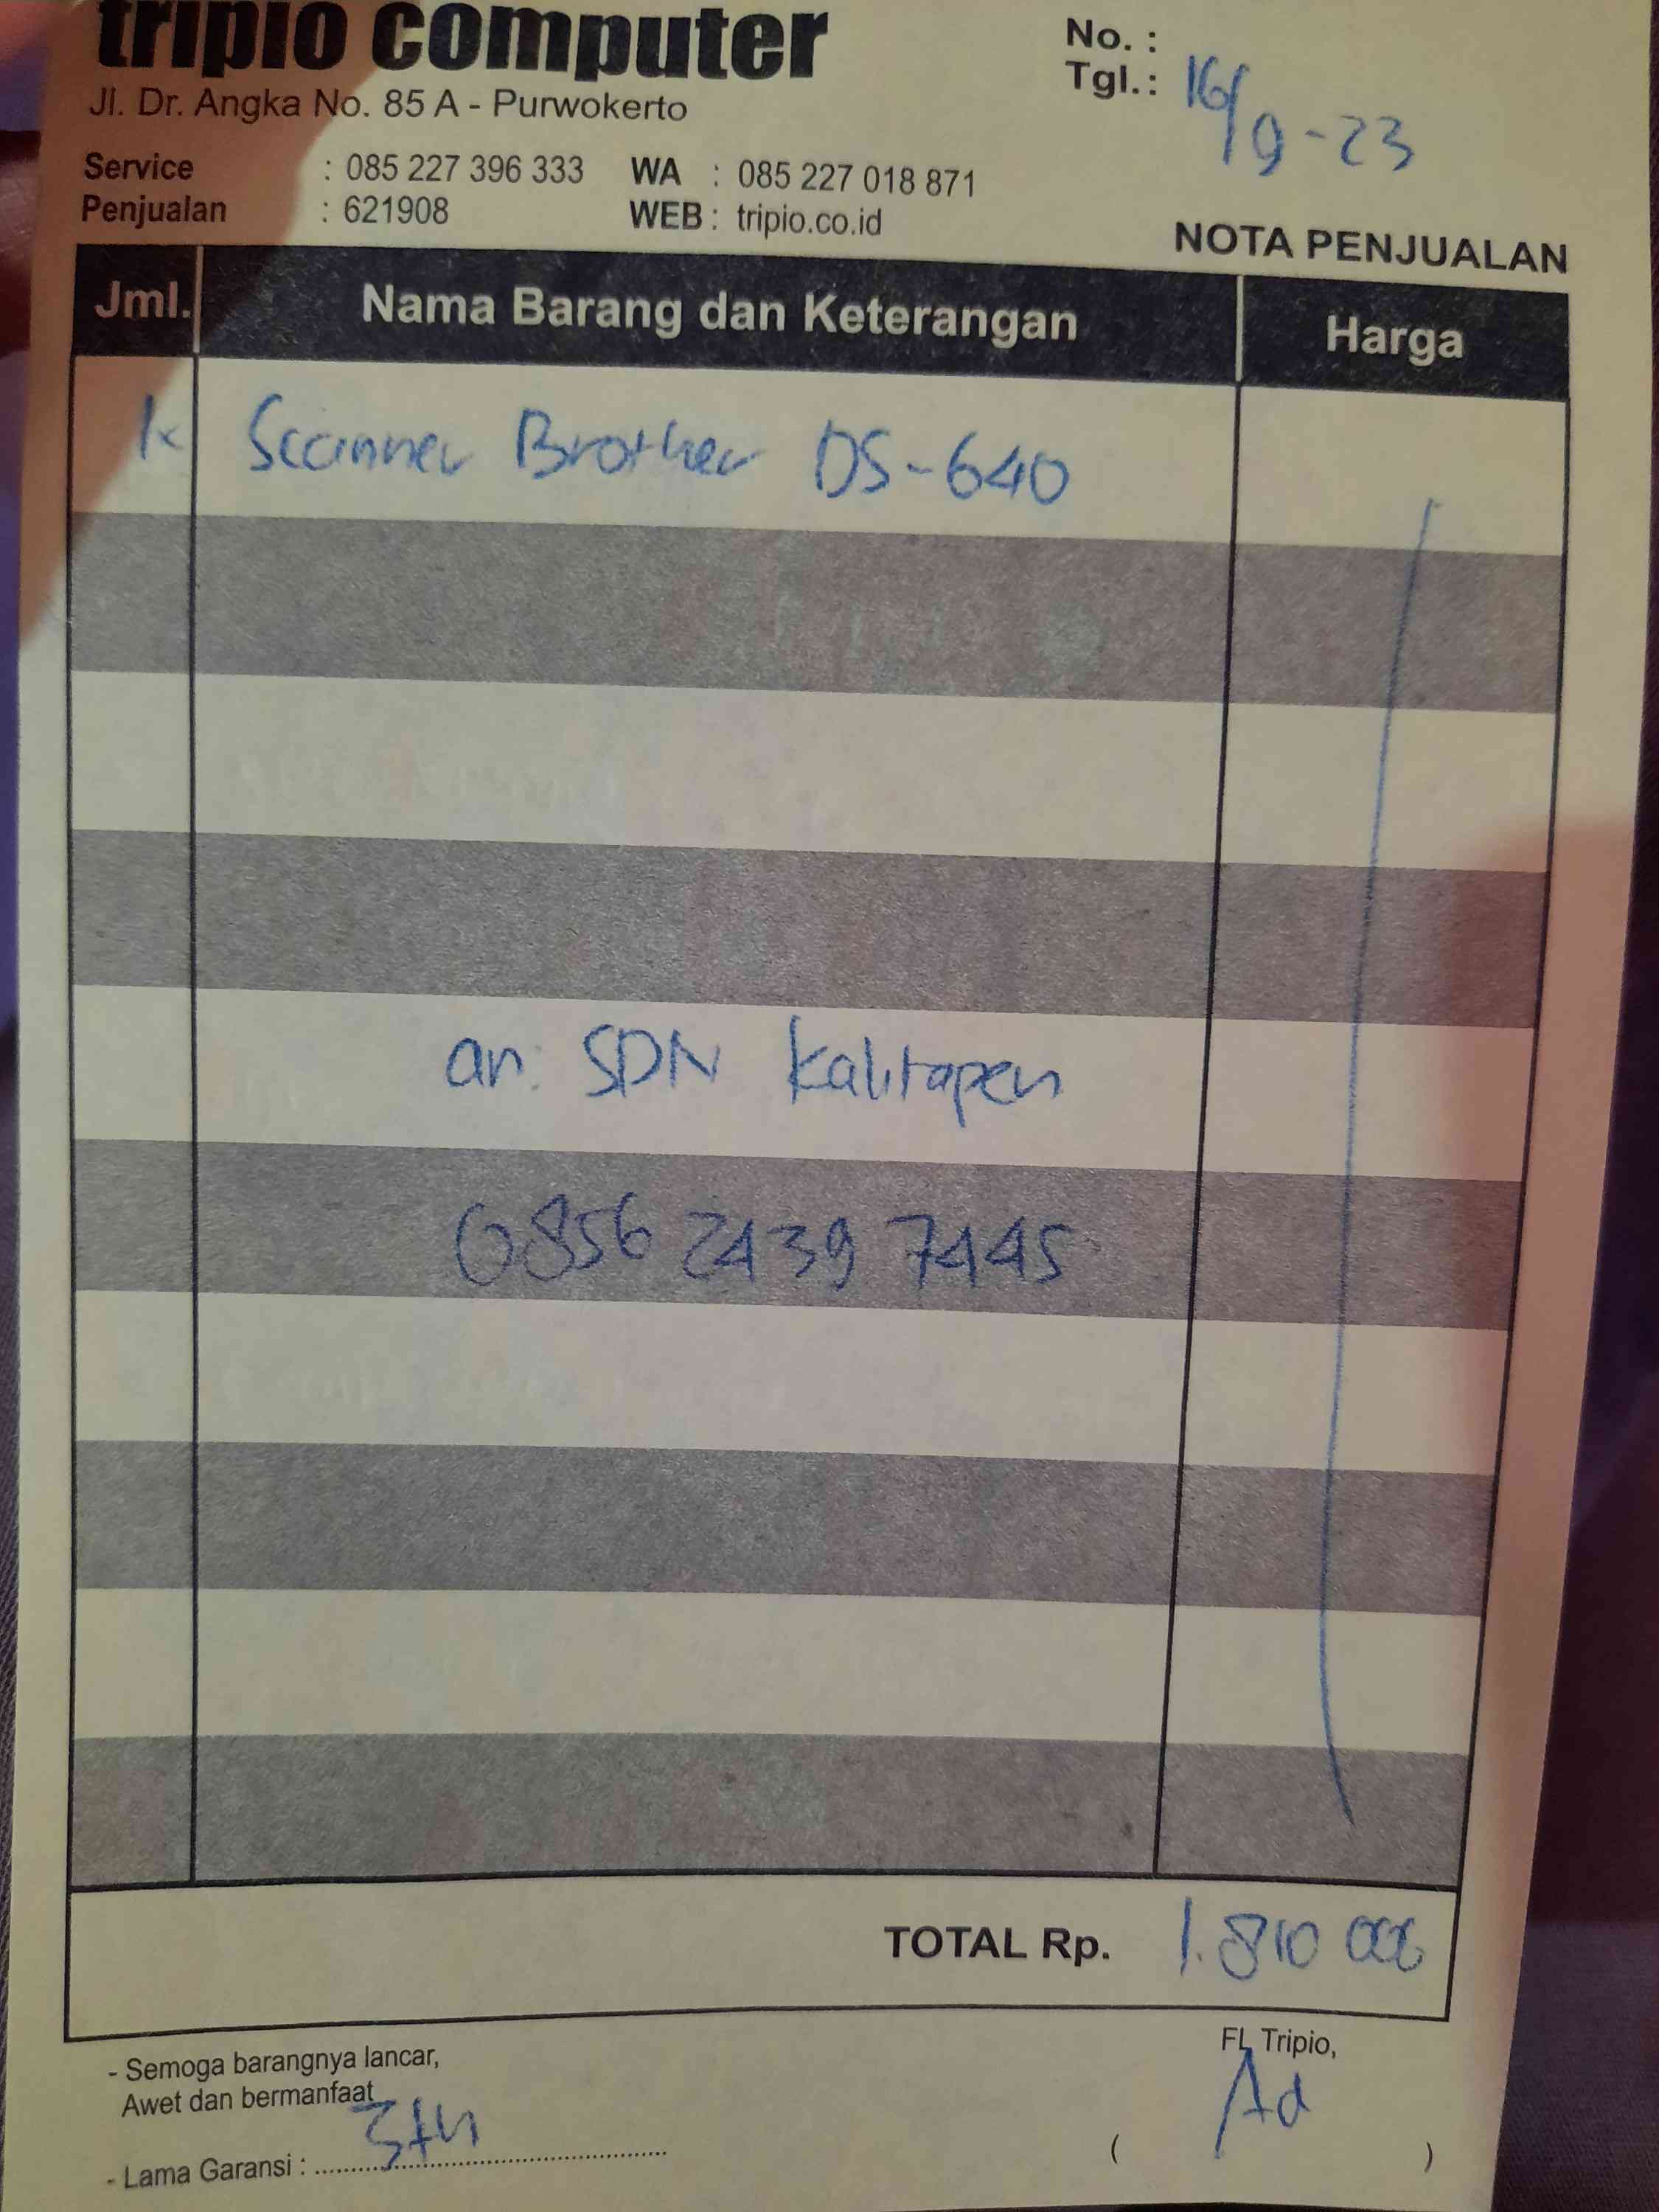 tripio computer
Jl. Dr. Angka No. 85 A - Purwokerto
Service : 085 227 396 333 WA : 085 227 018 871
Penjualan : 621908 WEB : tripio.co.id
No. :
Tgl. : 16/9-23
NOTA PENJUALAN
Jml. Nama Barang dan Keterangan Harga
1x Scanner Brother DS-640
an. SDN Kalitapen
0856 2439 7445
TOTAL Rp. 1.810 000
- Semoga barangnya lancar,
Awet dan bermanfaat
- Lama Garansi : 3th
FL Tripio,
Ad
( )